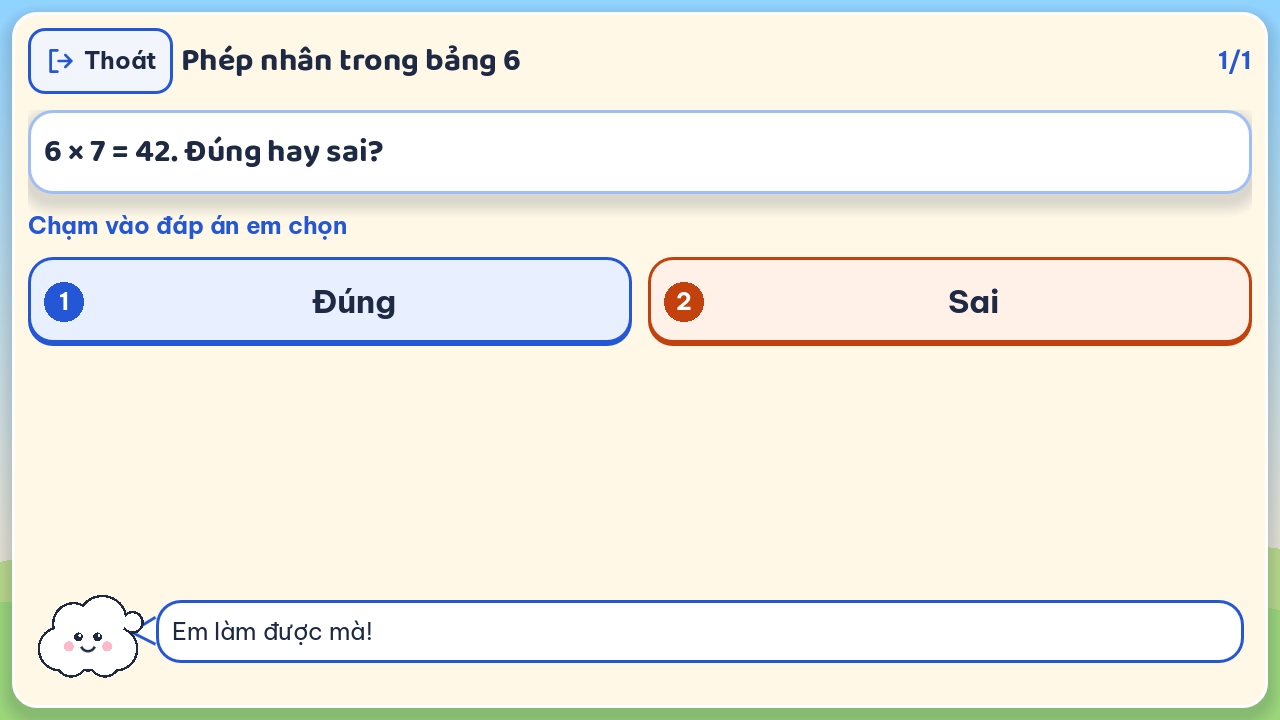 Thoát
Phép nhân trong bảng 6
1/1
6 × 7 = 42. Đúng hay sai?
Chạm vào đáp án em chọn
1 Đúng
2 Sai
Em làm được mà!